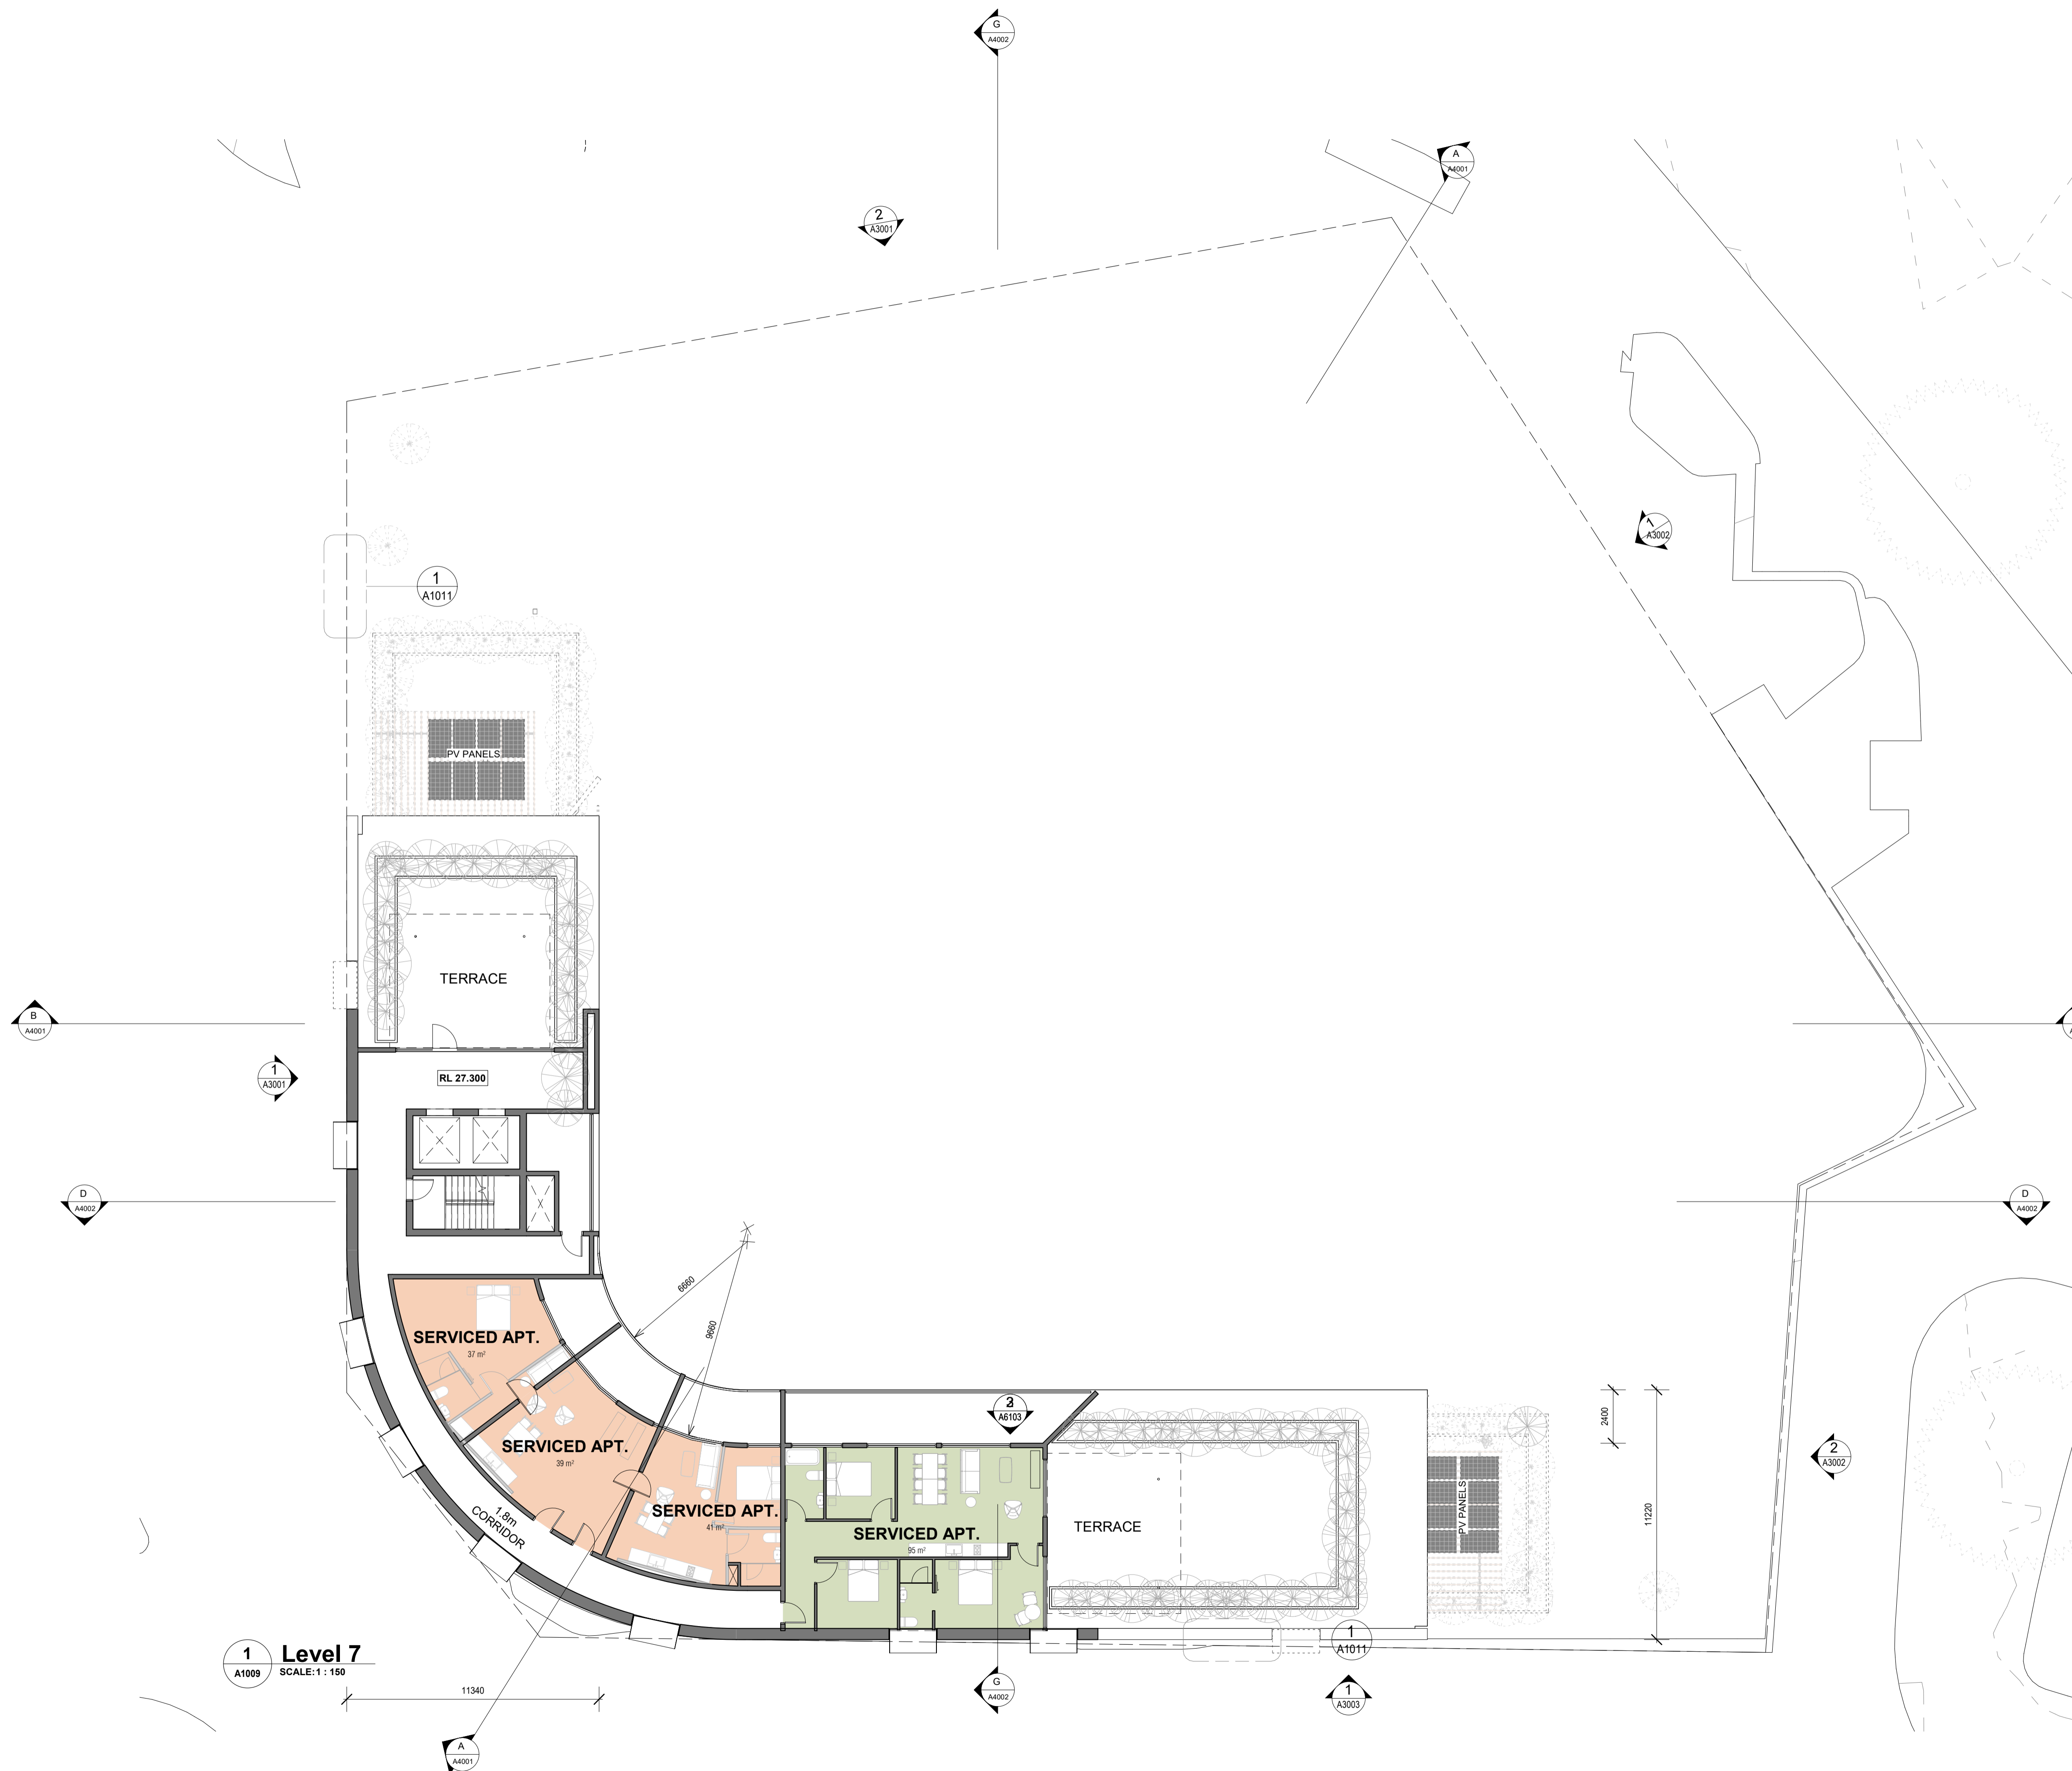 G
A4002
A
A4001
2
A3001
1
A3002
1
A1011
PV PANELS
TERRACE
B
A4001
RL 27.300
1
A3001
D
A4002
D
A4002
6660
9660
SERVICED APT.
37 m²
SERVICED APT.
39 m²
SERVICED APT.
41 m²
SERVICED APT.
95 m²
A6103
TERRACE
PV PANELS
2400
11220
2
A3002
1.8m
CORRIDOR
1
A1009
Level 7
SCALE: 1 : 150
11340
1
A1011
G
A4002
1
A3003
A
A4001